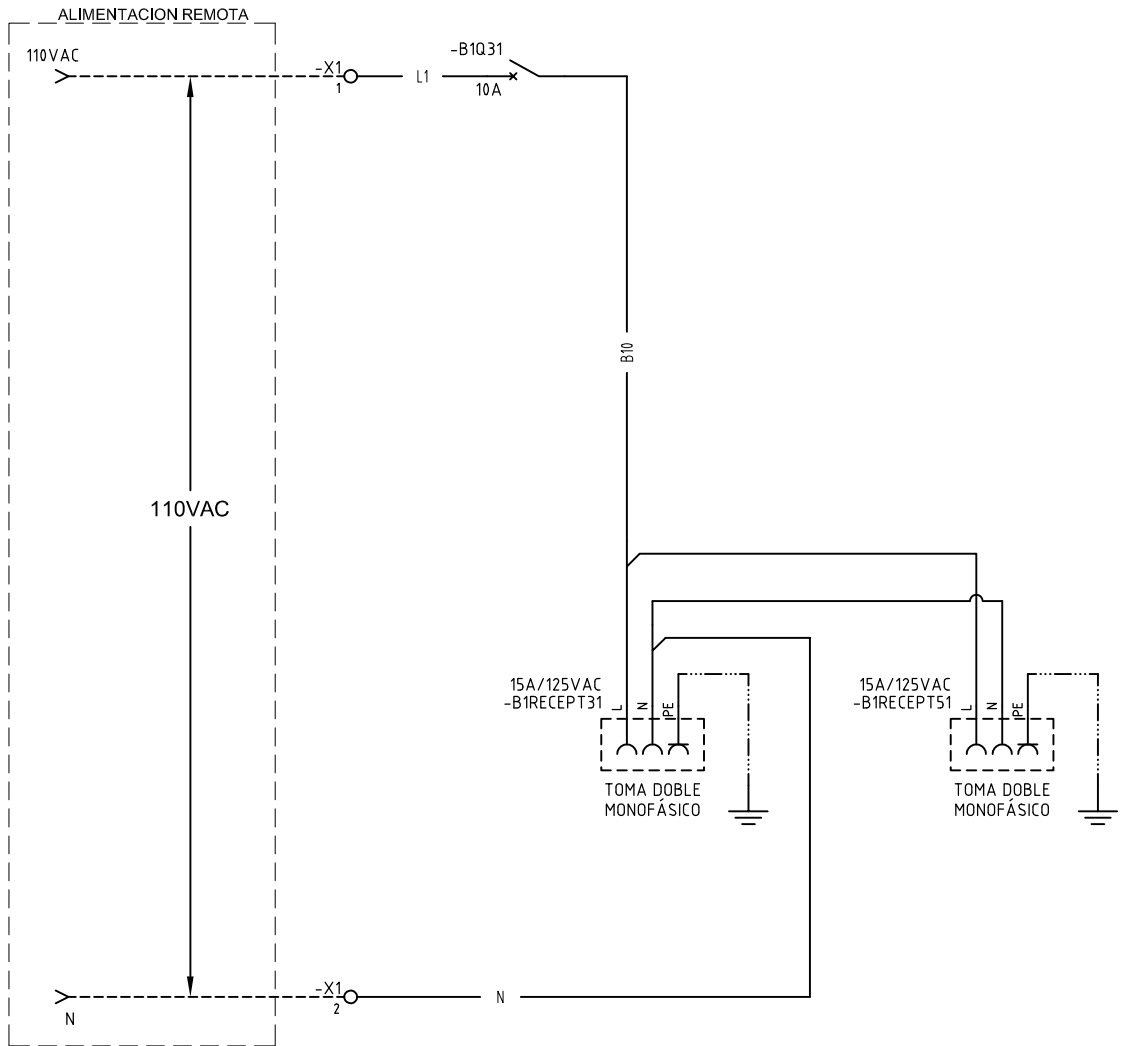 ALIMENTACION REMOTA
110VAC
-X1
1
L1
-B1Q31
10A
B10
110VAC
15A/125VAC
-B1RECEPT31
L
N
PE
TOMA DOBLE
MONOFÁSICO
15A/125VAC
-B1RECEPT51
L
N
PE
TOMA DOBLE
MONOFÁSICO
N
-X1
2
N